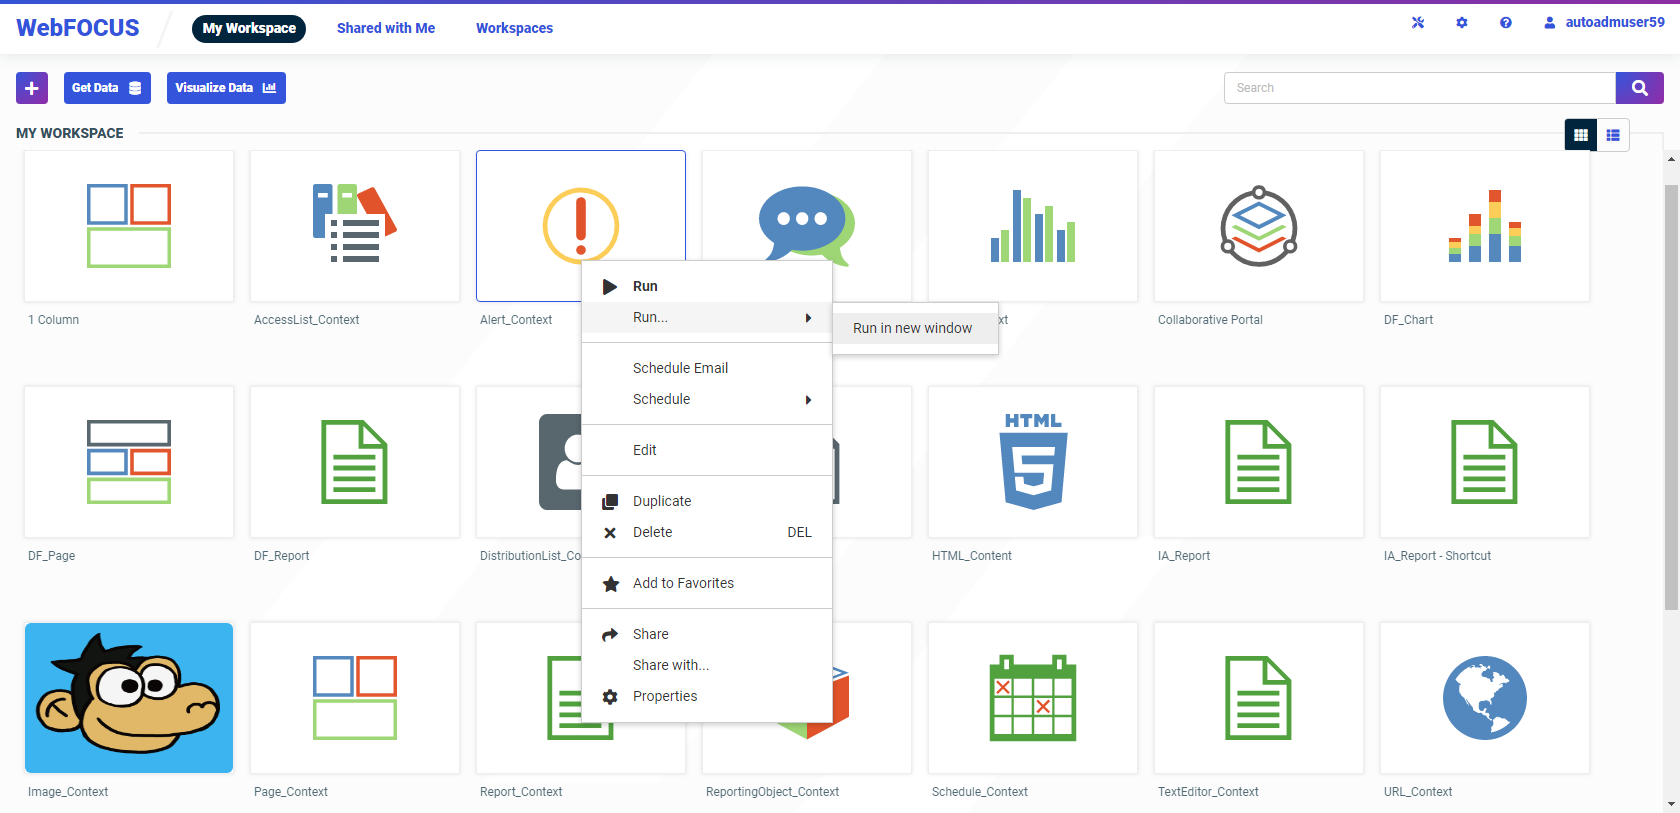 WebFOCUS
My Workspace
Shared with Me
Workspaces
autoadmuser59
Get Data
Visualize Data
Search
MY WORKSPACE
1 Column
AccessList_Context
Alert_Context
xt
Collaborative Portal
DF_Chart
Run
Run...
Run in new window
Schedule Email
Schedule
Edit
Duplicate
Delete DEL
Add to Favorites
Share
Share with...
Properties
HTML
DF_Page
DF_Report
DistributionList_Co
HTML_Content
IA_Report
IA_Report - Shortcut
Image_Context
Page_Context
Report_Context
ReportingObject_Context
Schedule_Context
TextEditor_Context
URL_Context